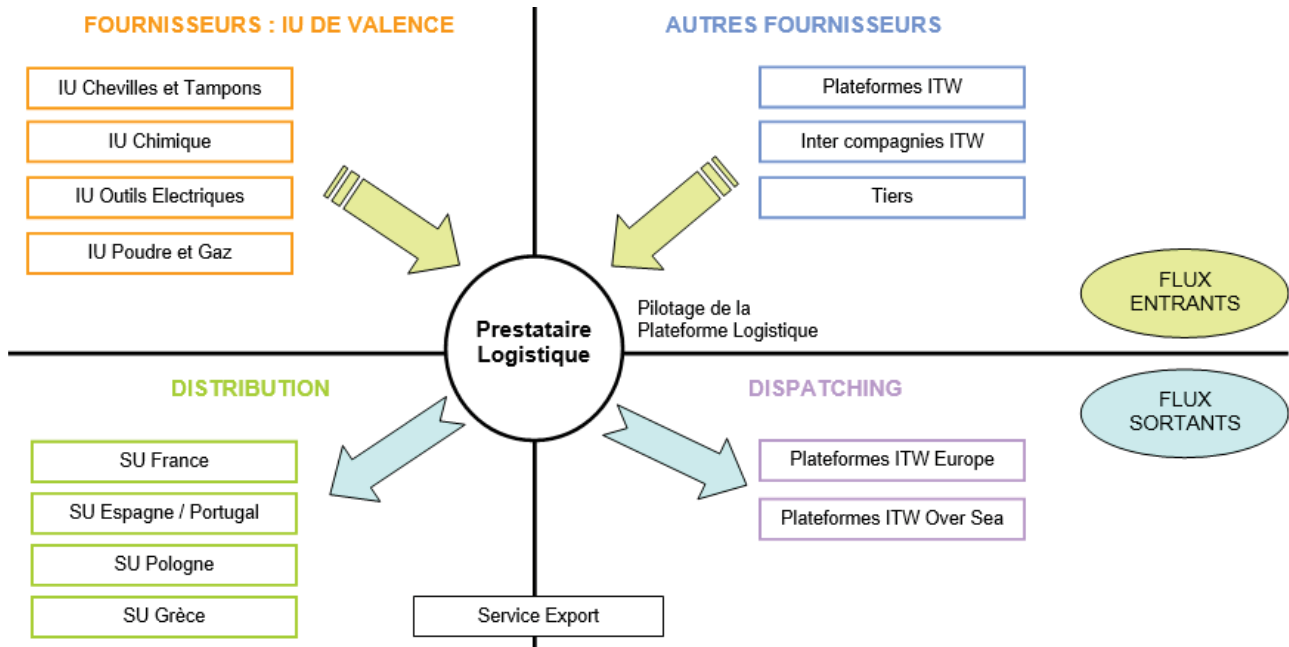 FOURNISSEURS : IU DE VALENCE
IU Chevilles et Tampons
IU Chimique
IU Outils Electriques
IU Poudre et Gaz
AUTRES FOURNISSEURS
Plateformes ITW
Inter compagnies ITW
Tiers
FLUX
ENTRANTS
Prestataire
Logistique
Pilotage de la
Plateforme Logistique
DISTRIBUTION
SU France
SU Espagne / Portugal
SU Pologne
SU Grèce
DISPATCHING
Plateformes ITW Europe
Plateformes ITW Over Sea
FLUX
SORTANTS
Service Export